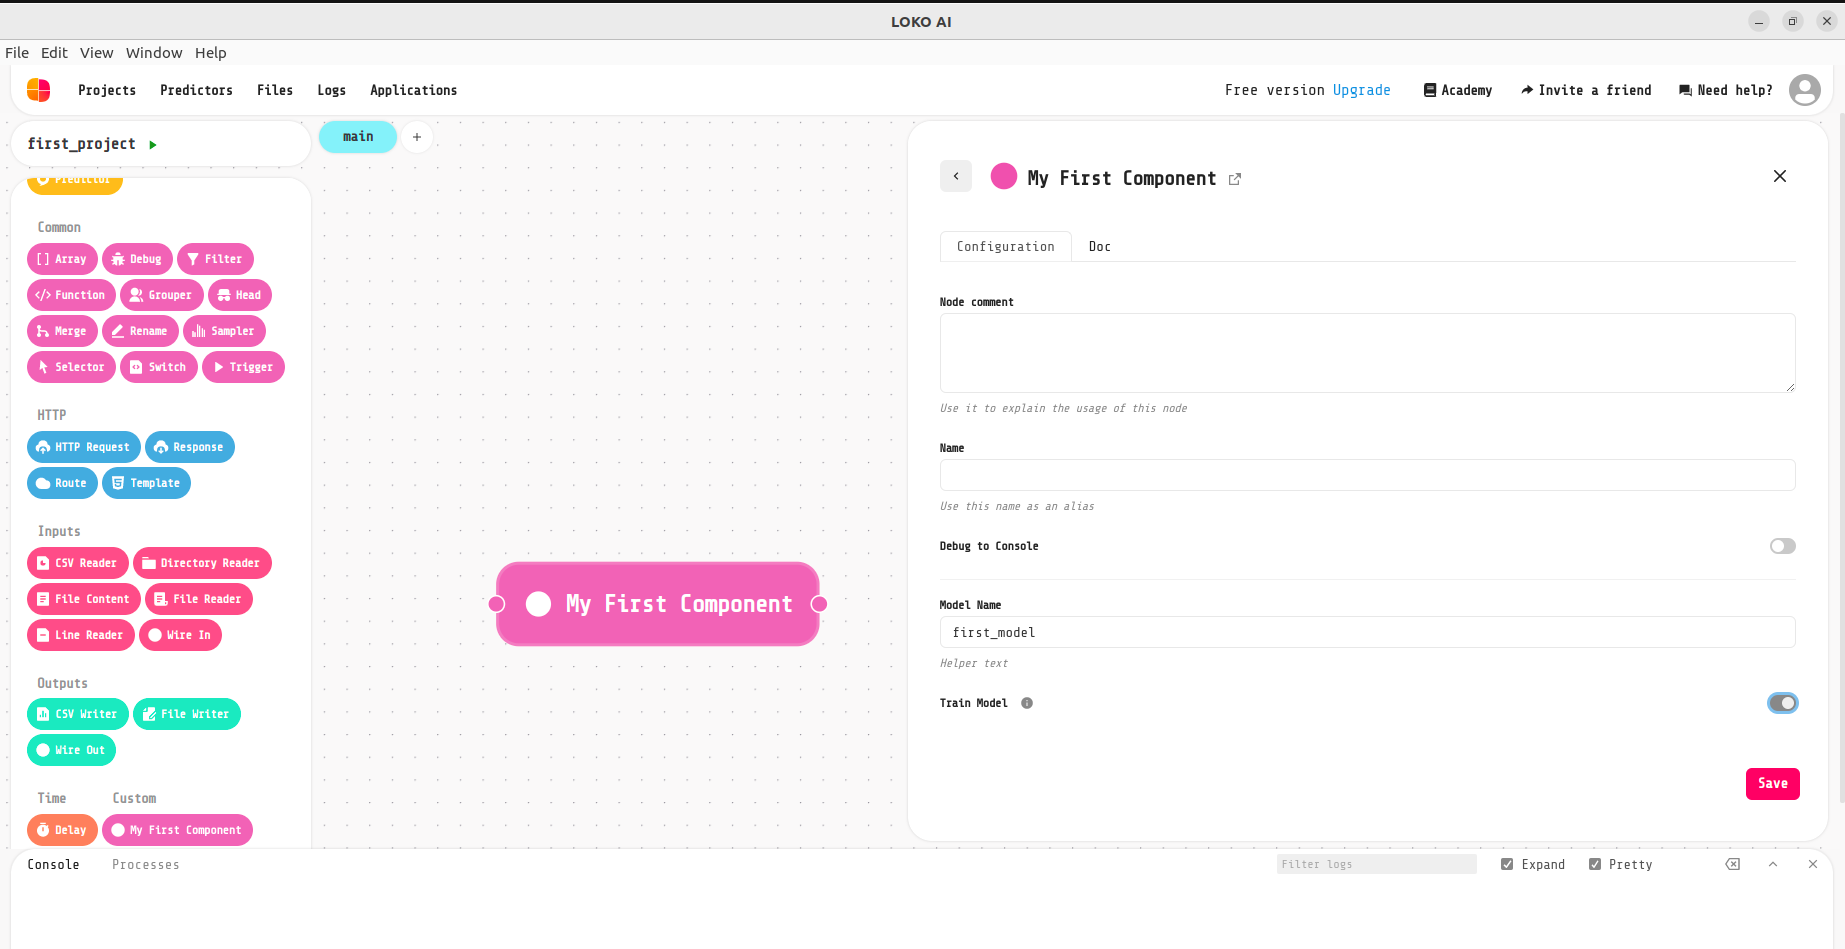 LOKO AI
File Edit View Window Help
Projects Predictors Files Logs Applications
Free version Upgrade Academy Invite a friend Need help?
first_project
main +
Predictor
Common
[] Array Debug Filter
</> Function Grouper Head
Merge Rename Sampler
Selector Switch Trigger
HTTP
HTTP Request Response
Route Template
Inputs
CSV Reader Directory Reader
File Content File Reader
Line Reader Wire In
Outputs
CSV Writer File Writer
Wire Out
Time Custom
Delay My First Component
My First Component
My First Component
Configuration Doc
Node comment
Use it to explain the usage of this node
Name
Use this name as an alias
Debug to Console
Model Name
first_model
Helper text
Train Model
Save
Console Processes
Filter logs Expand Pretty